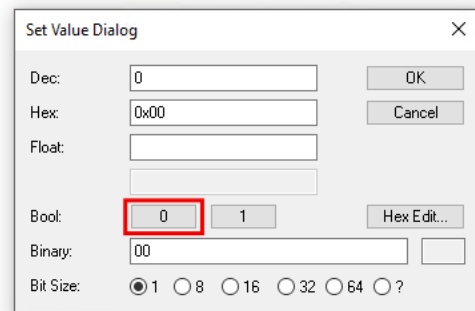 Set Value Dialog
Dec: 0 OK
Hex: 0x00 Cancel
Float:
Bool: 0 1 Hex Edit...
Binary: 00
Bit Size: 1 8 16 32 64 ?